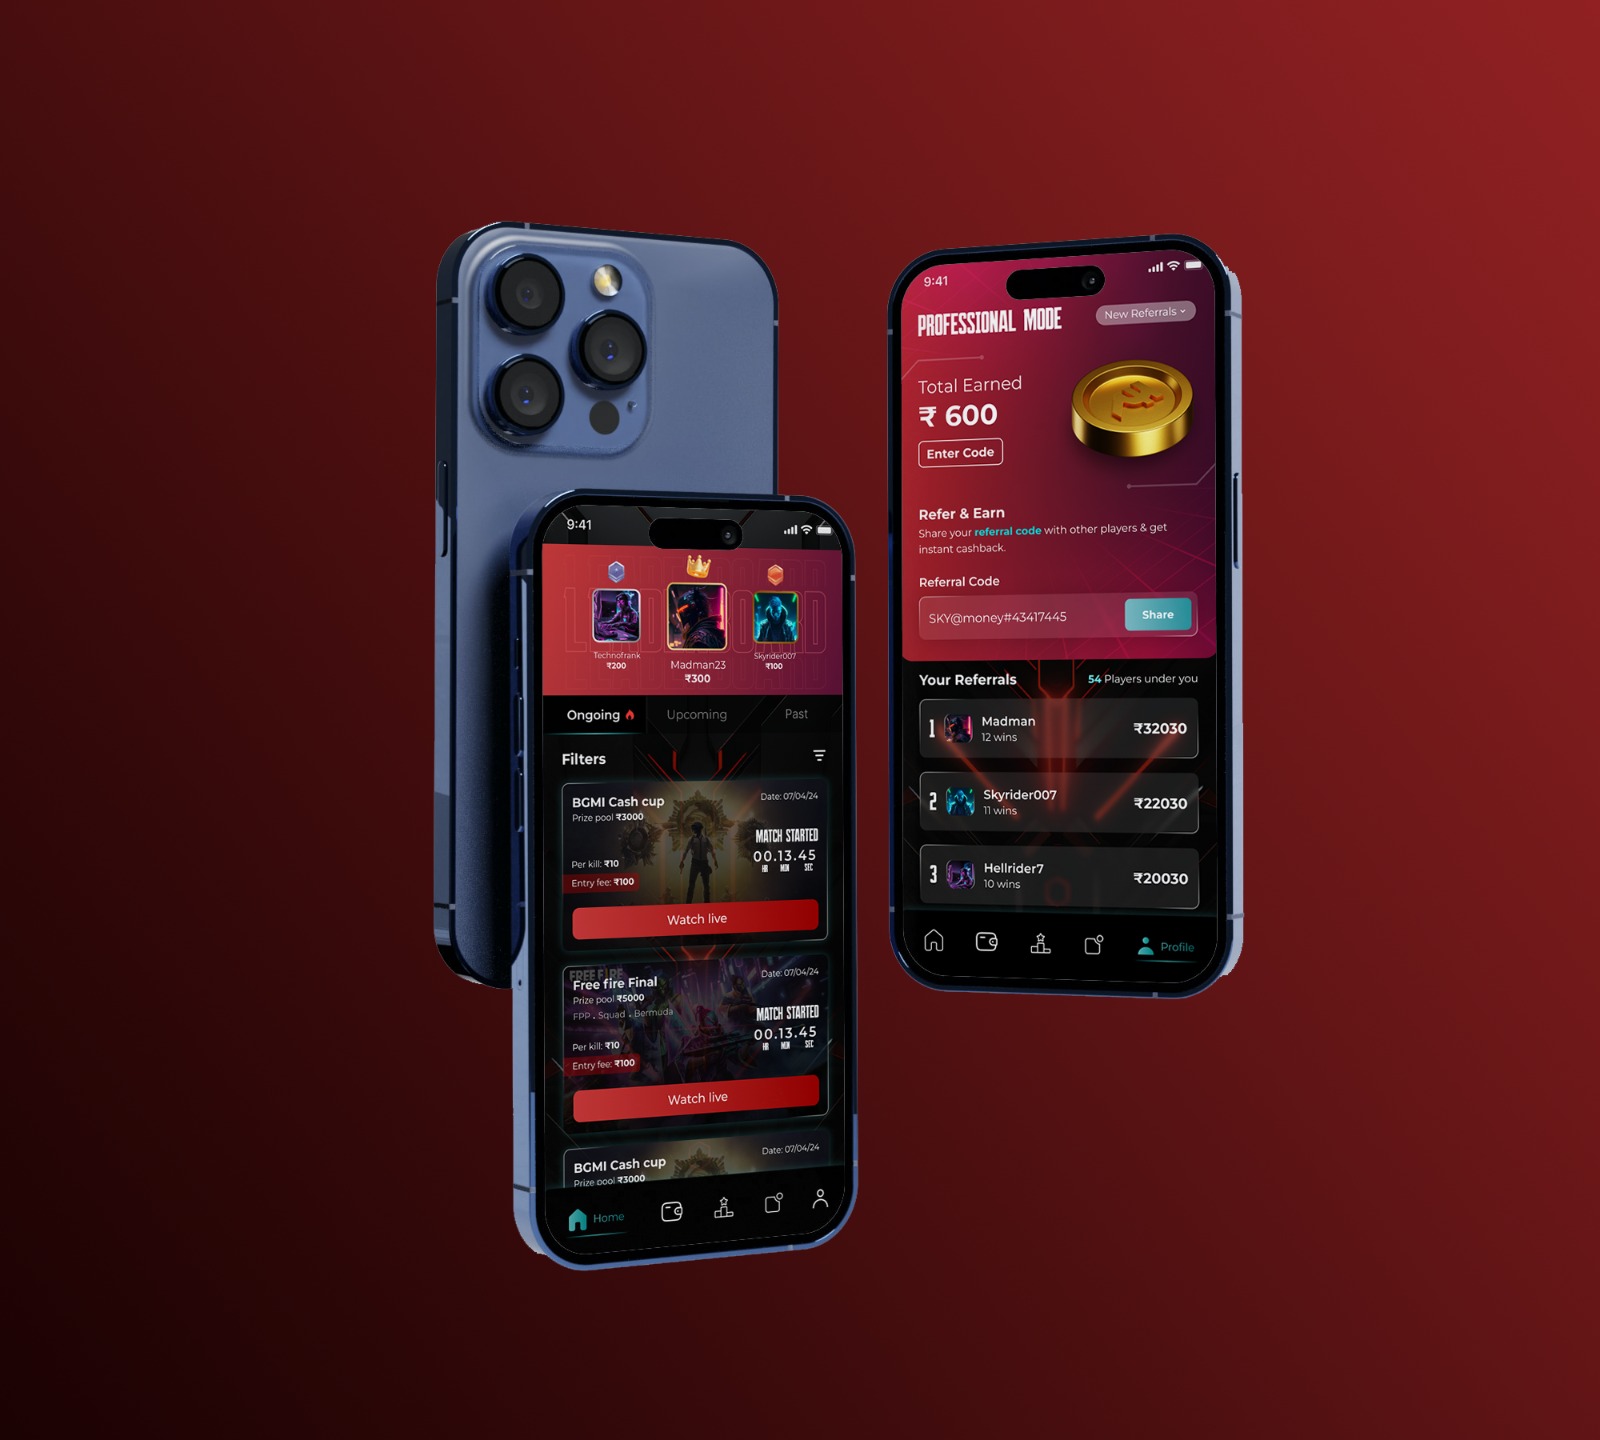 9:41
LEADERBOARD
Technofrank
₹200
Madman23
₹300
Skyrider007
₹100
Ongoing
Upcoming
Past
Filters
BGMI Cash cup
Date: 07/04/24
Prize pool ₹3000
MATCH STARTED
00.13.45
HR MIN SEC
Per kill: ₹10
Entry fee: ₹100
Watch live
FREE FIRE
Free fire Final
Date: 07/04/24
Prize pool ₹5000
FPP . Squad . Bermuda
MATCH STARTED
00.13.45
HR MIN SEC
Per kill: ₹10
Entry fee: ₹100
Watch live
BGMI Cash cup
Date: 07/04/24
Prize pool ₹3000
Home
9:41
PROFESSIONAL MODE
New Referrals
Total Earned
₹ 600
Enter Code
Refer & Earn
Share your referral code with other players & get
instant cashback.
Referral Code
SKY@money#43417445
Share
Your Referrals
54 Players under you
1
Madman
12 wins
₹32030
2
Skyrider007
11 wins
₹22030
3
Hellrider7
10 wins
₹20030
Profile